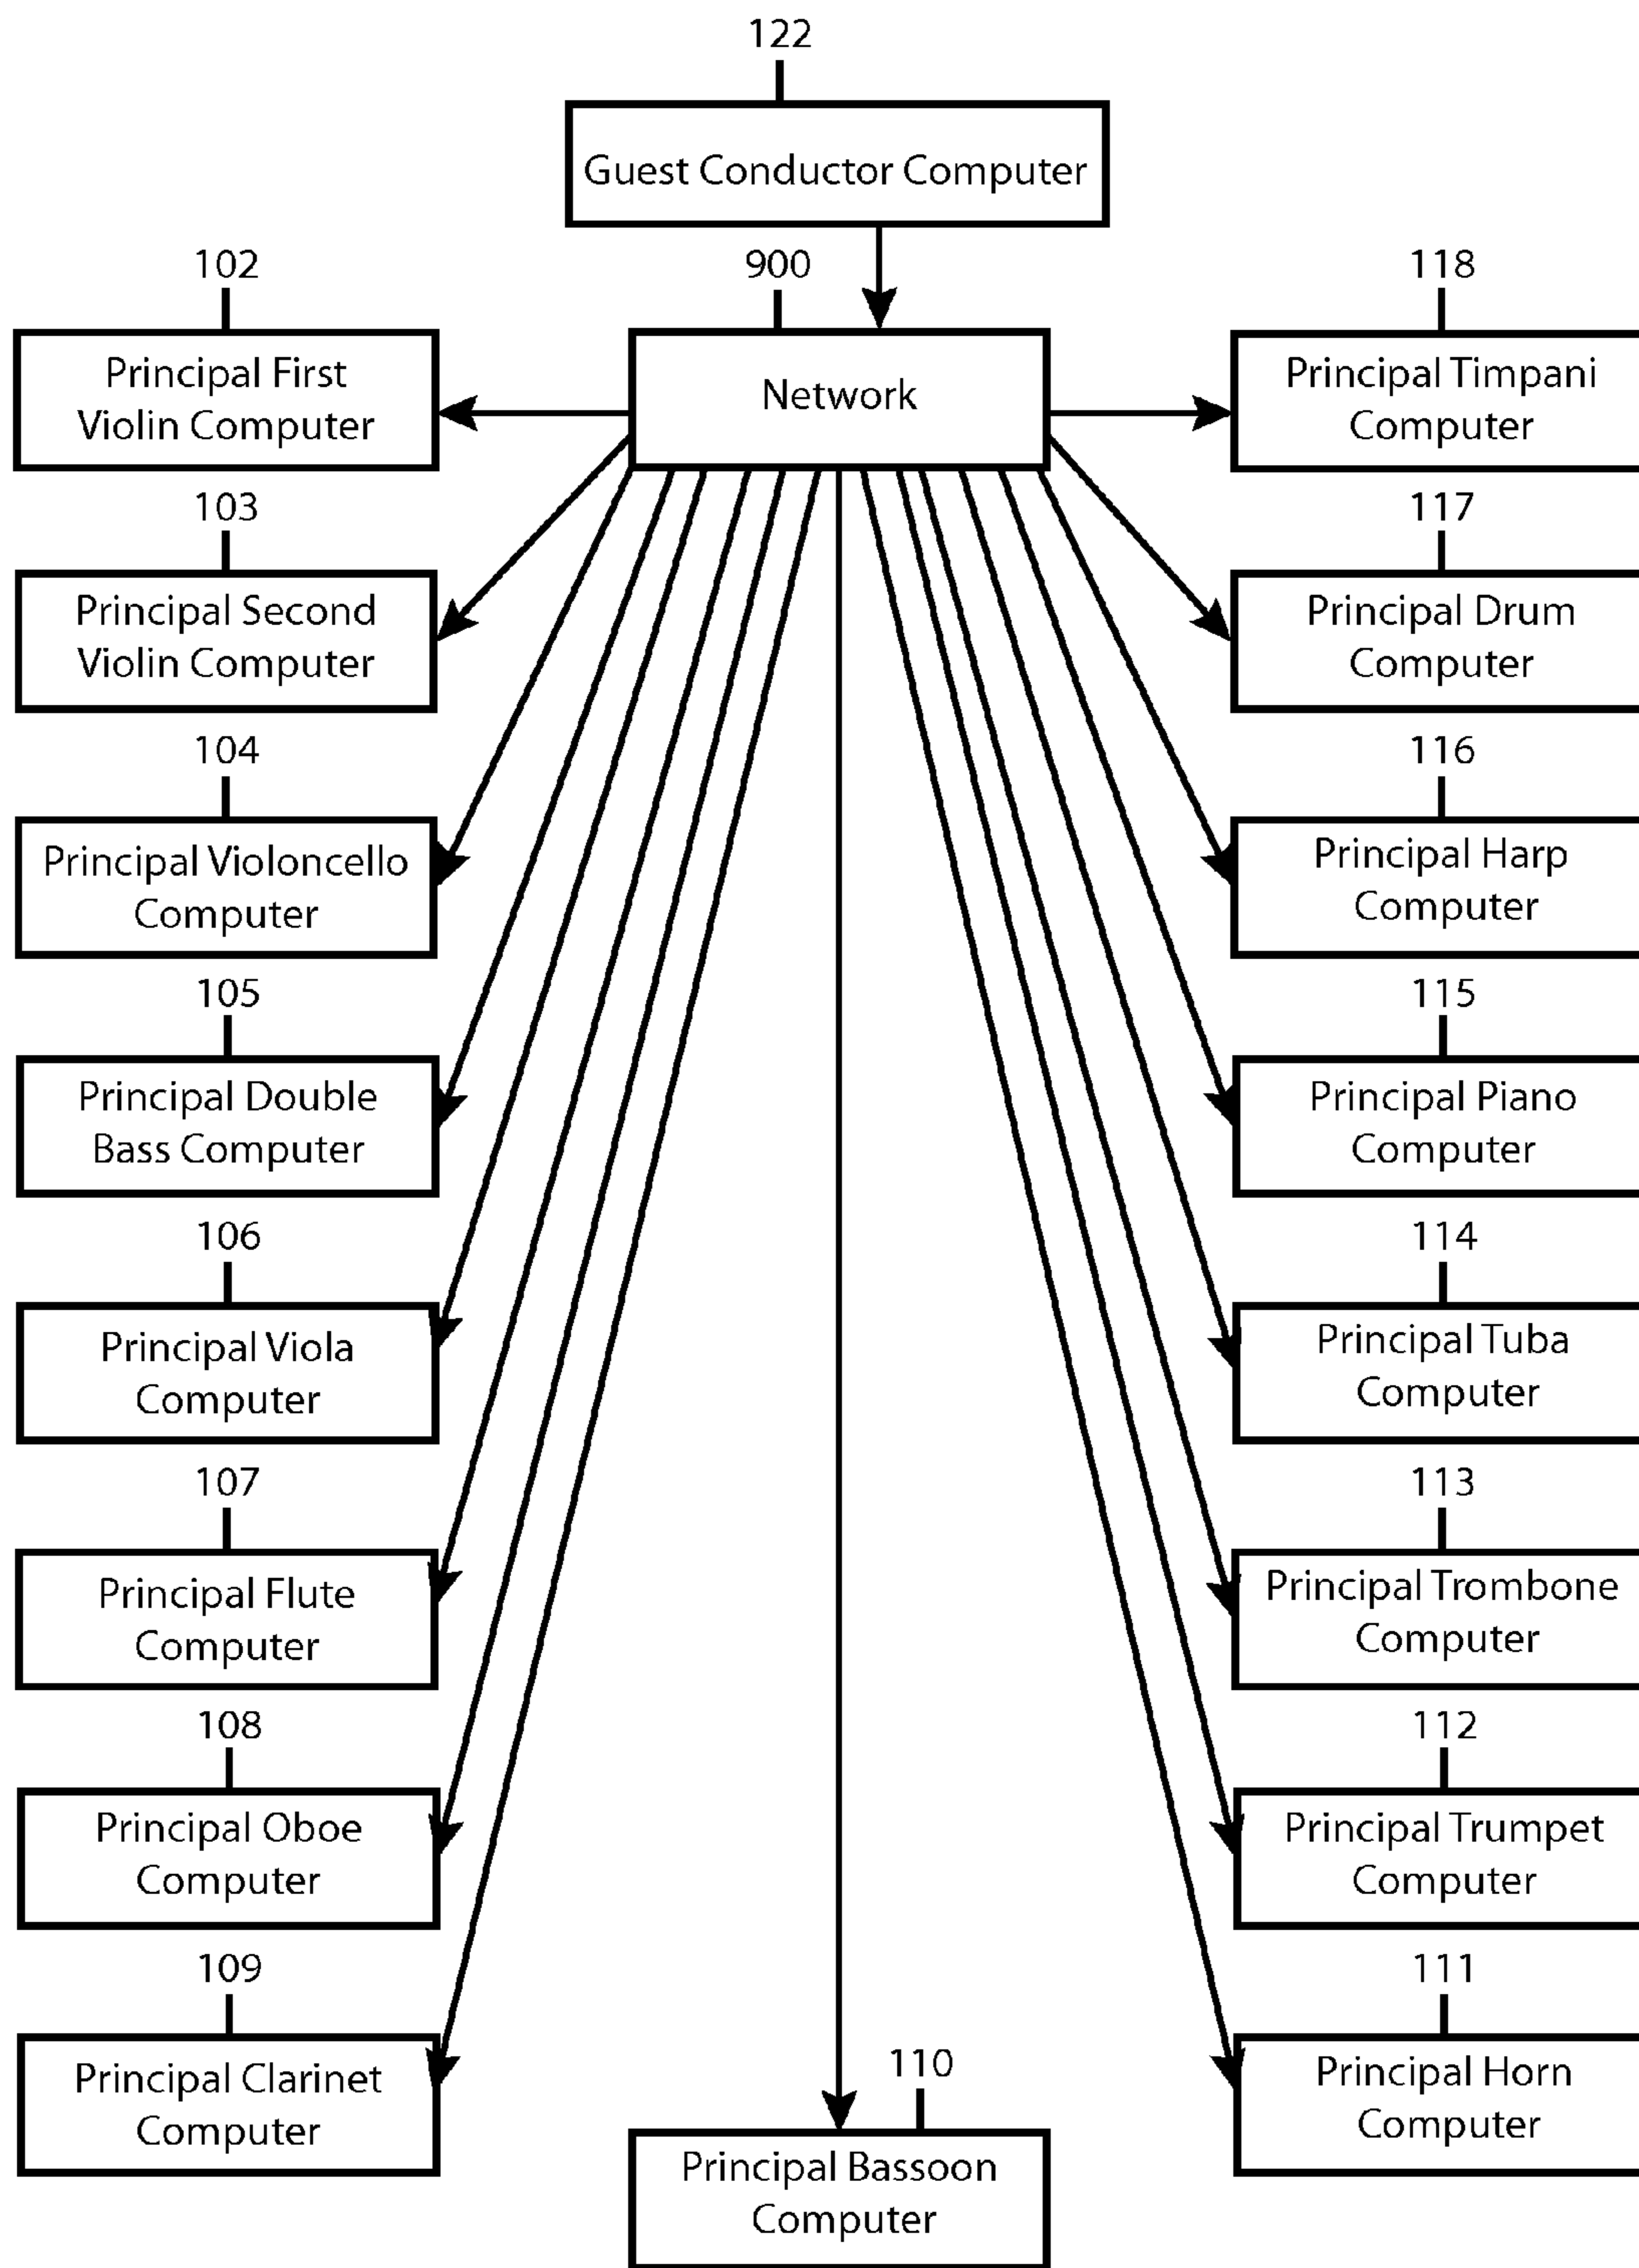 122
Guest Conductor Computer
102
900
118
Principal First
Violin Computer
Network
Principal Timpani
Computer
103
117
Principal Second
Violin Computer
Principal Drum
Computer
104
116
Principal Violoncello
Computer
Principal Harp
Computer
105
115
Principal Double
Bass Computer
Principal Piano
Computer
106
114
Principal Viola
Computer
Principal Tuba
Computer
107
113
Principal Flute
Computer
Principal Trombone
Computer
108
112
Principal Oboe
Computer
Principal Trumpet
Computer
109
111
Principal Clarinet
Computer
Principal Horn
Computer
110
Principal Bassoon
Computer